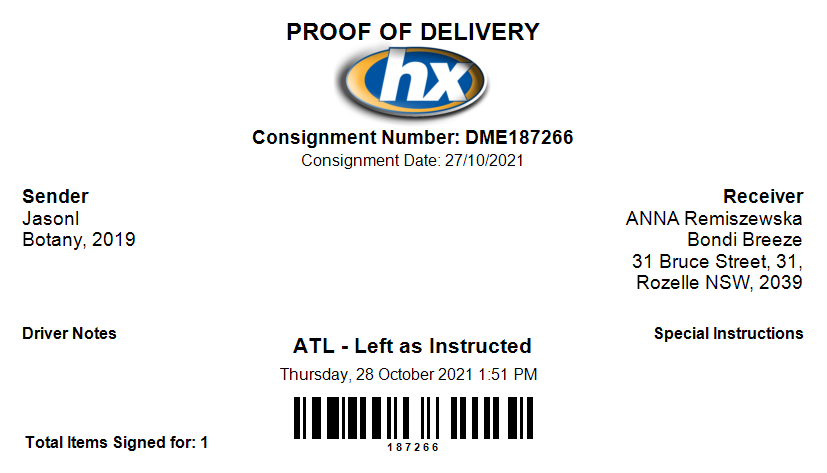 PROOF OF DELIVERY
hx
Consignment Number: DME187266
Consignment Date: 27/10/2021
Sender
JasonI
Botany, 2019
Receiver
ANNA Remiszewska
Bondi Breeze
31 Bruce Street, 31,
Rozelle NSW, 2039
Driver Notes
Special Instructions
ATL - Left as Instructed
Thursday, 28 October 2021 1:51 PM
187266
Total Items Signed for: 1